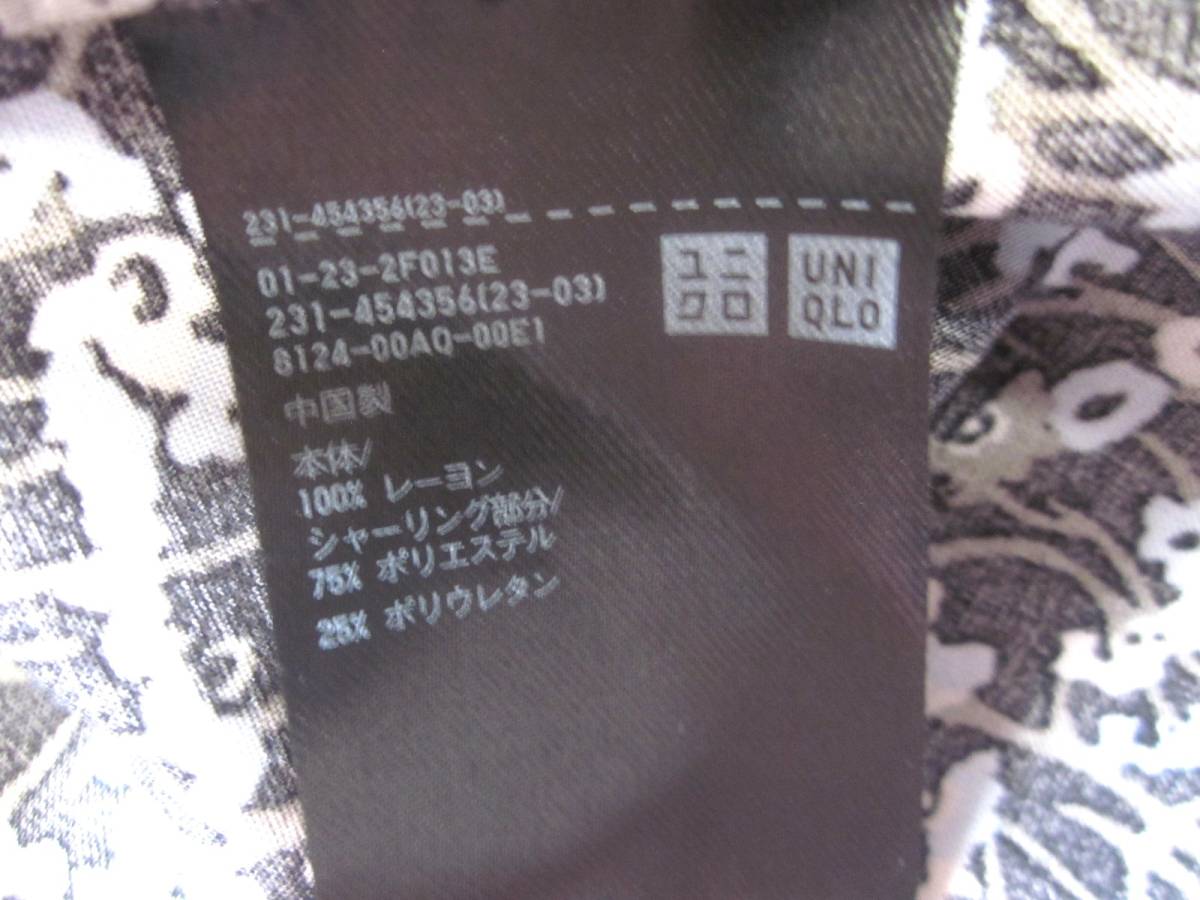 231-454356(23-03)
01-23-2F013E
231-454356(23-03)
6124-00AQ-00E1
中国製
本体/
100% レーヨン
シャーリング部分/
75% ポリエステル
25% ポリウレタン
ユニ
クロ
UNI
QLO